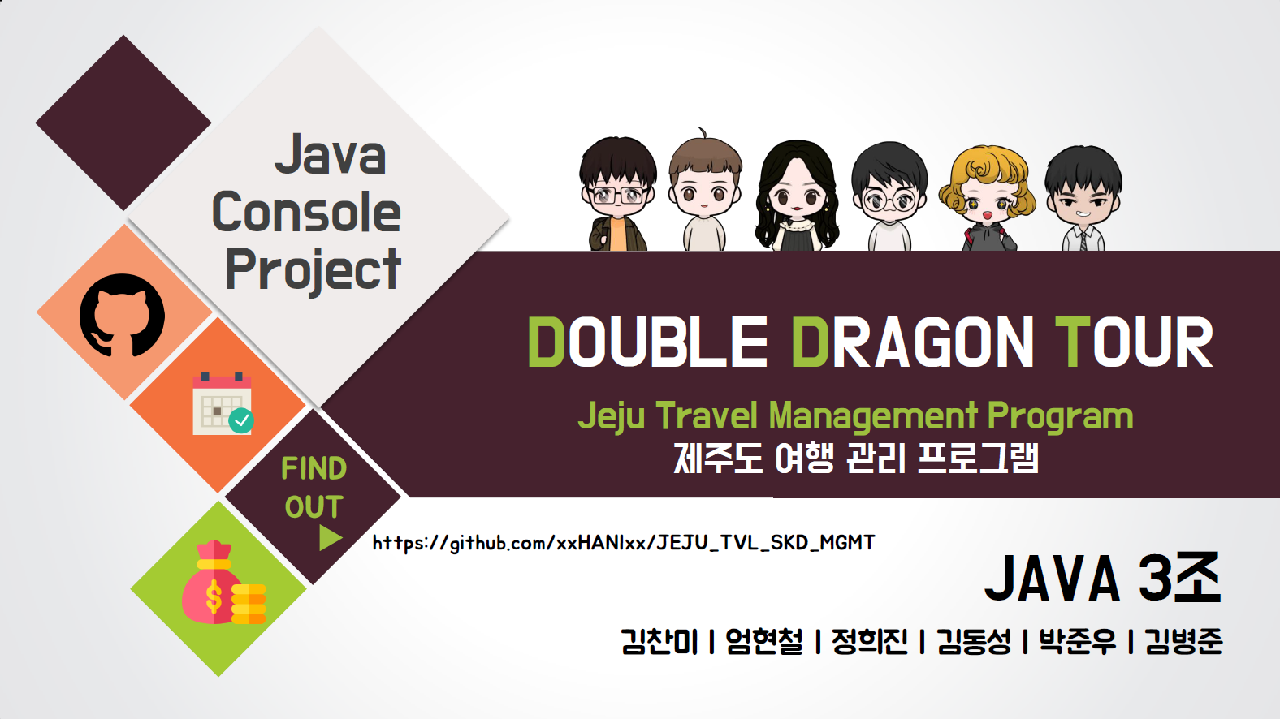 Java
Console
Project
DOUBLE DRAGON TOUR
Jeju Travel Management Program
제주도 여행 관리 프로그램
FIND
OUT
https://github.com/xxHANIxx/JEJU_TVL_SKD_MGMT
JAVA 3조
김찬미 | 엄현철 | 정희진 | 김동성 | 박준우 | 김병준
$